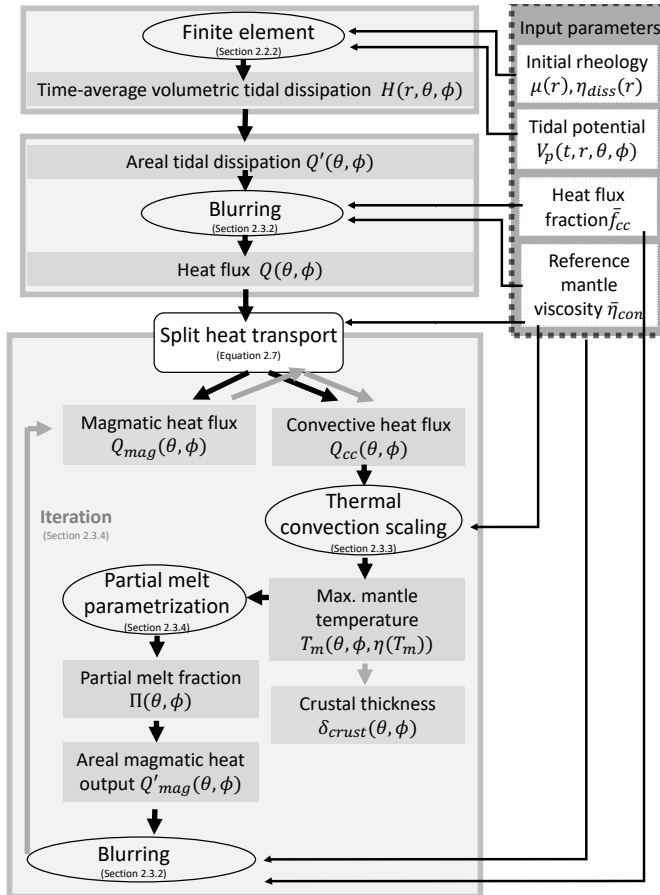 Finite element
(Section 2.2.2)
Time-average volumetric tidal dissipation H(r, θ, ϕ)
Areal tidal dissipation Q′(θ, ϕ)
Blurring
(Section 2.3.2)
Heat flux Q(θ, ϕ)
Split heat transport
(Equation 2.7)
Magmatic heat flux
Q_mag(θ, ϕ)
Convective heat flux
Q_cc(θ, ϕ)
Iteration
(Section 2.3.4)
Thermal
convection scaling
(Section 2.3.3)
Partial melt
parametrization
(Section 2.3.4)
Max. mantle
temperature
T_m(θ, ϕ, η(T_m))
Partial melt fraction
Π(θ, ϕ)
Crustal thickness
δ_crust(θ, ϕ)
Areal magmatic heat
output Q′_mag(θ, ϕ)
Blurring
(Section 2.3.2)
Input parameters
Initial rheology
μ(r), η_diss(r)
Tidal potential
V_p(t, r, θ, ϕ)
Heat flux
fraction f̄_cc
Reference
mantle
viscosity η̄_con